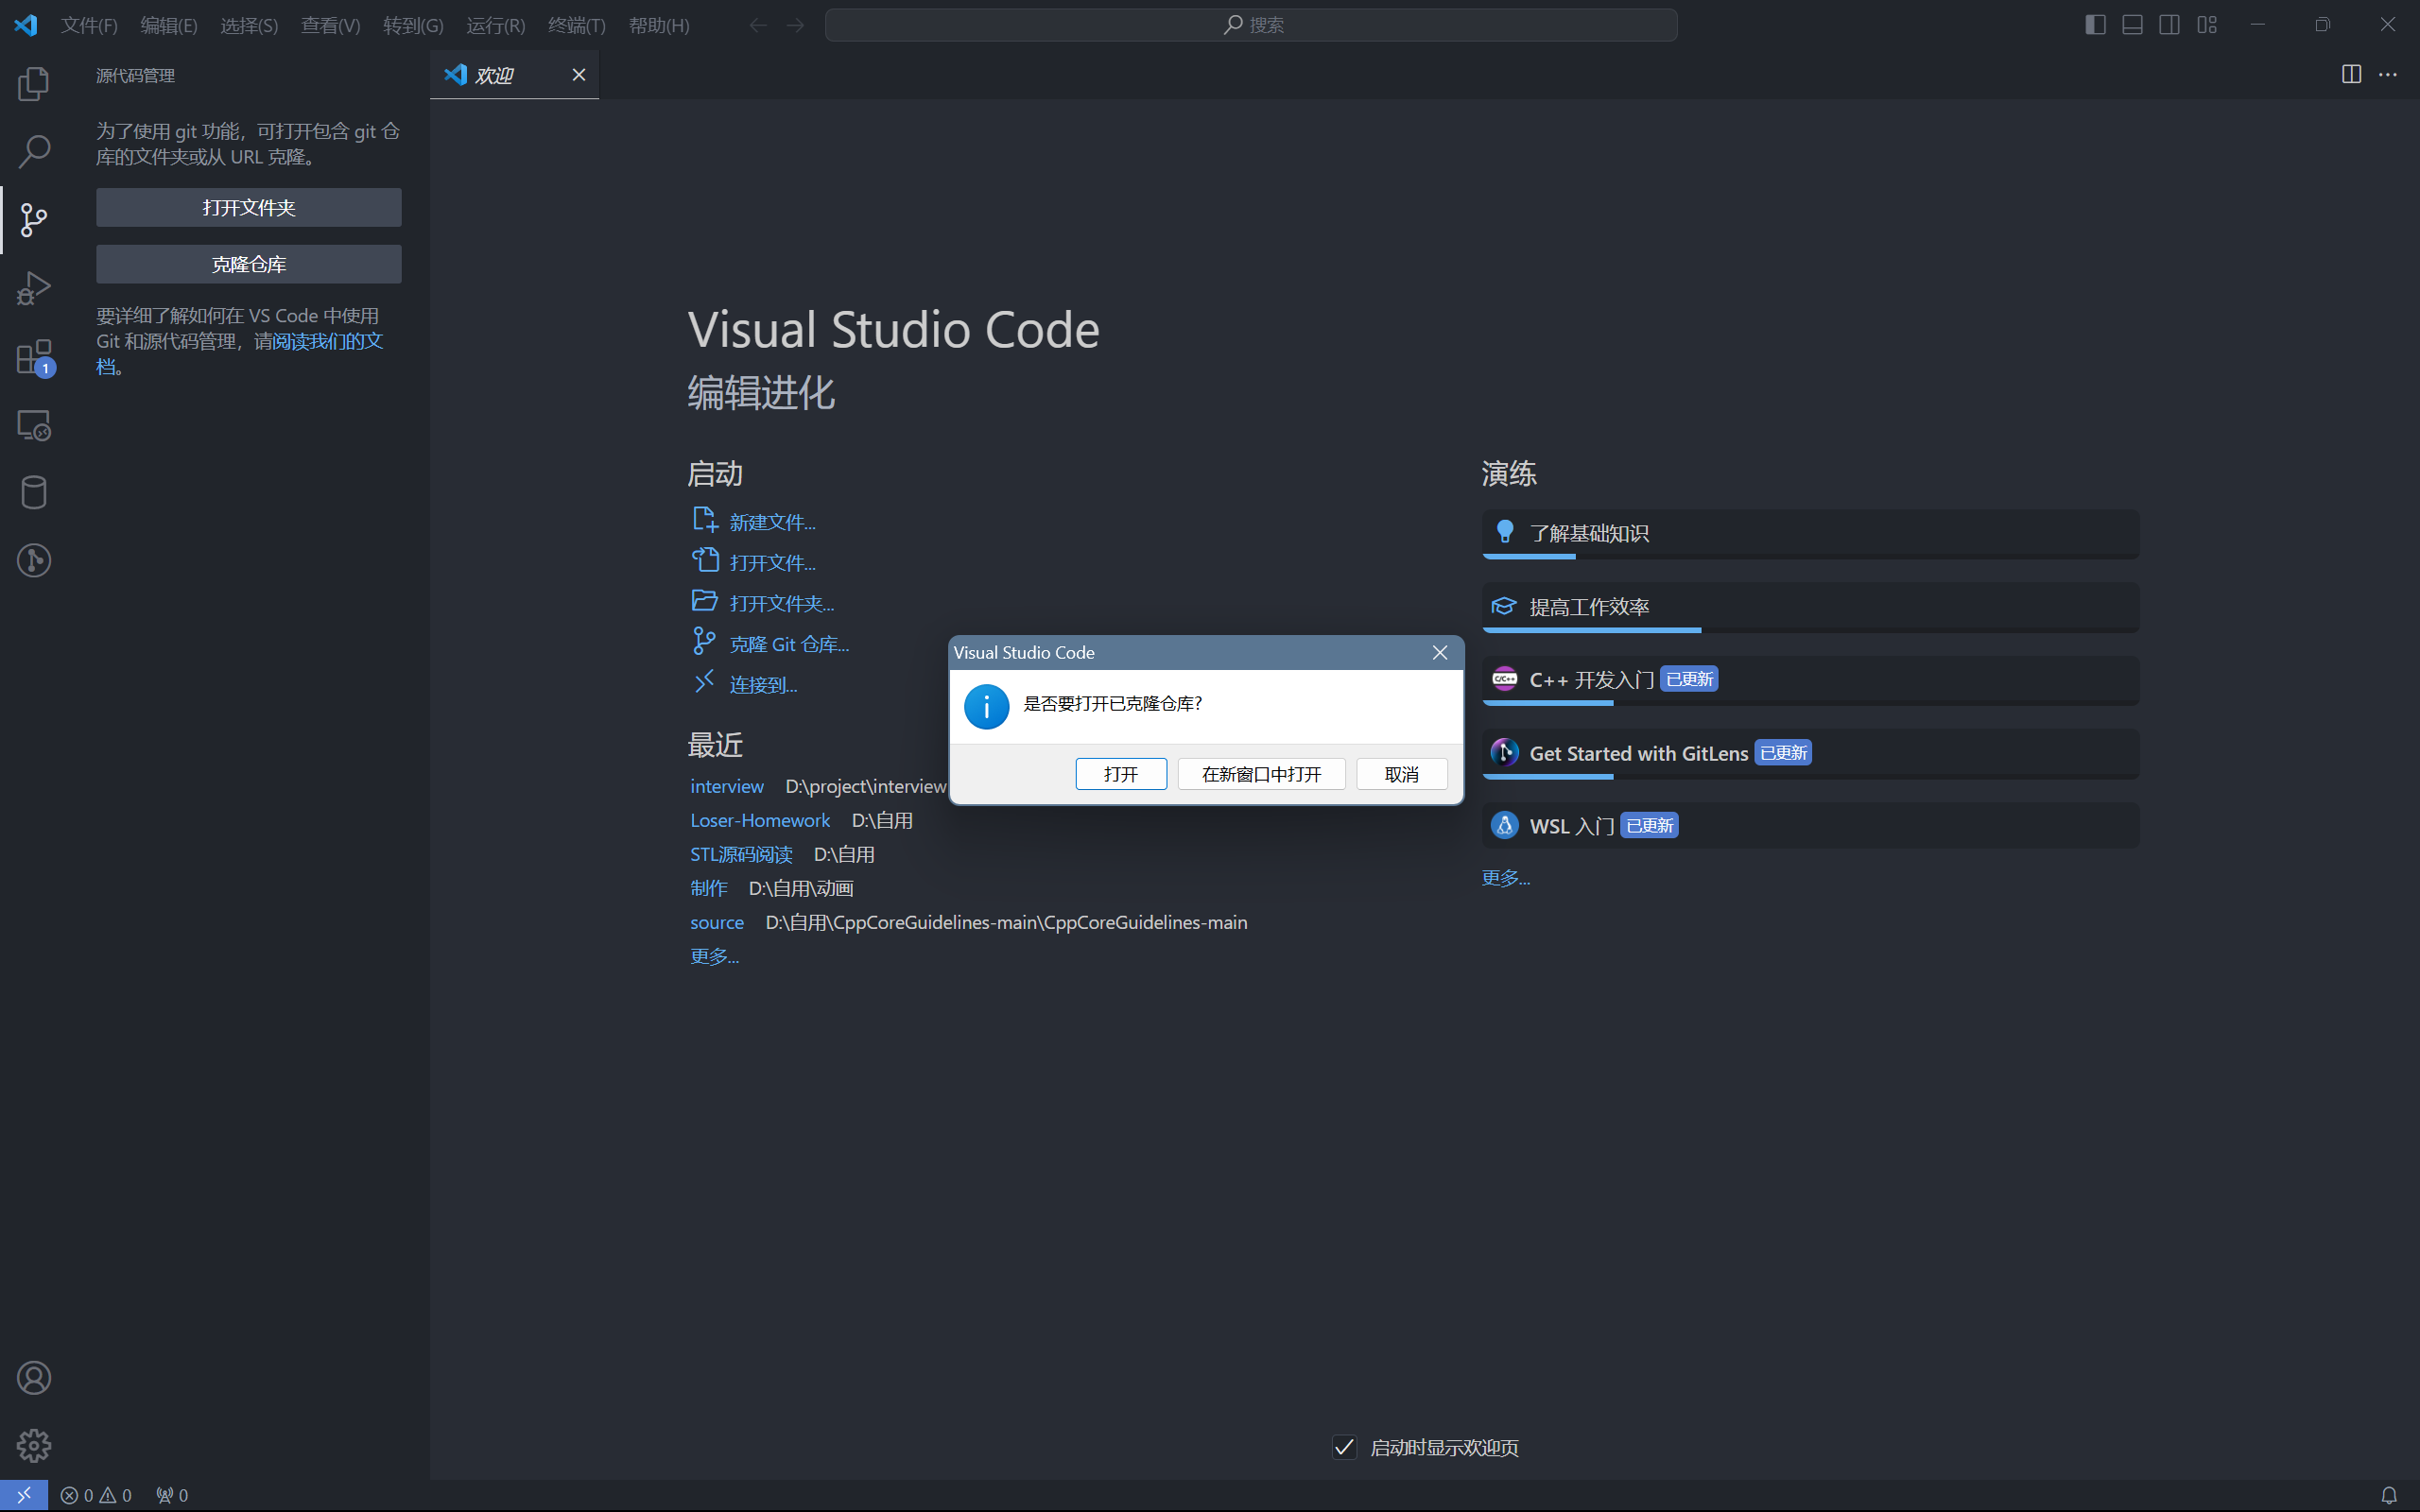 文件(F) 编辑(E) 选择(S) 查看(V) 转到(G) 运行(R) 终端(T) 帮助(H) 搜索
源代码管理
欢迎
为了使用 git 功能，可打开包含 git 仓
库的文件夹或从 URL 克隆。
打开文件夹
克隆仓库
要详细了解如何在 VS Code 中使用
Git 和源代码管理，请阅读我们的文
档。
1
Visual Studio Code
编辑进化
启动
新建文件...
打开文件...
打开文件夹...
克隆 Git 仓库...
连接到...
最近
interview D:\project\interview
Loser-Homework D:\自用
STL源码阅读 D:\自用
制作 D:\自用\动画
source D:\自用\CppCoreGuidelines-main\CppCoreGuidelines-main
更多...
演练
了解基础知识
提高工作效率
C/C++ C++ 开发入门 已更新
Get Started with GitLens 已更新
WSL 入门 已更新
更多...
Visual Studio Code
是否要打开已克隆仓库?
打开 在新窗口中打开 取消
启动时显示欢迎页
0 0 0